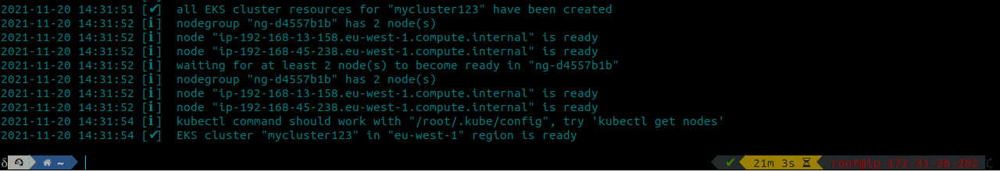 2021-11-20 14:31:51 [✔]  all EKS cluster resources for "mycluster123" have been created
2021-11-20 14:31:52 [ℹ]  nodegroup "ng-d4557b1b" has 2 node(s)
2021-11-20 14:31:52 [ℹ]  node "ip-192-168-13-158.eu-west-1.compute.internal" is ready
2021-11-20 14:31:52 [ℹ]  node "ip-192-168-45-238.eu-west-1.compute.internal" is ready
2021-11-20 14:31:52 [ℹ]  waiting for at least 2 node(s) to become ready in "ng-d4557b1b"
2021-11-20 14:31:52 [ℹ]  nodegroup "ng-d4557b1b" has 2 node(s)
2021-11-20 14:31:52 [ℹ]  node "ip-192-168-13-158.eu-west-1.compute.internal" is ready
2021-11-20 14:31:52 [ℹ]  node "ip-192-168-45-238.eu-west-1.compute.internal" is ready
2021-11-20 14:31:54 [ℹ]  kubectl command should work with "/root/.kube/config", try 'kubectl get nodes'
2021-11-20 14:31:54 [✔]  EKS cluster "mycluster123" in "eu-west-1" region is ready
~ ✔ 21m 3s root@ip-172-31-36-202